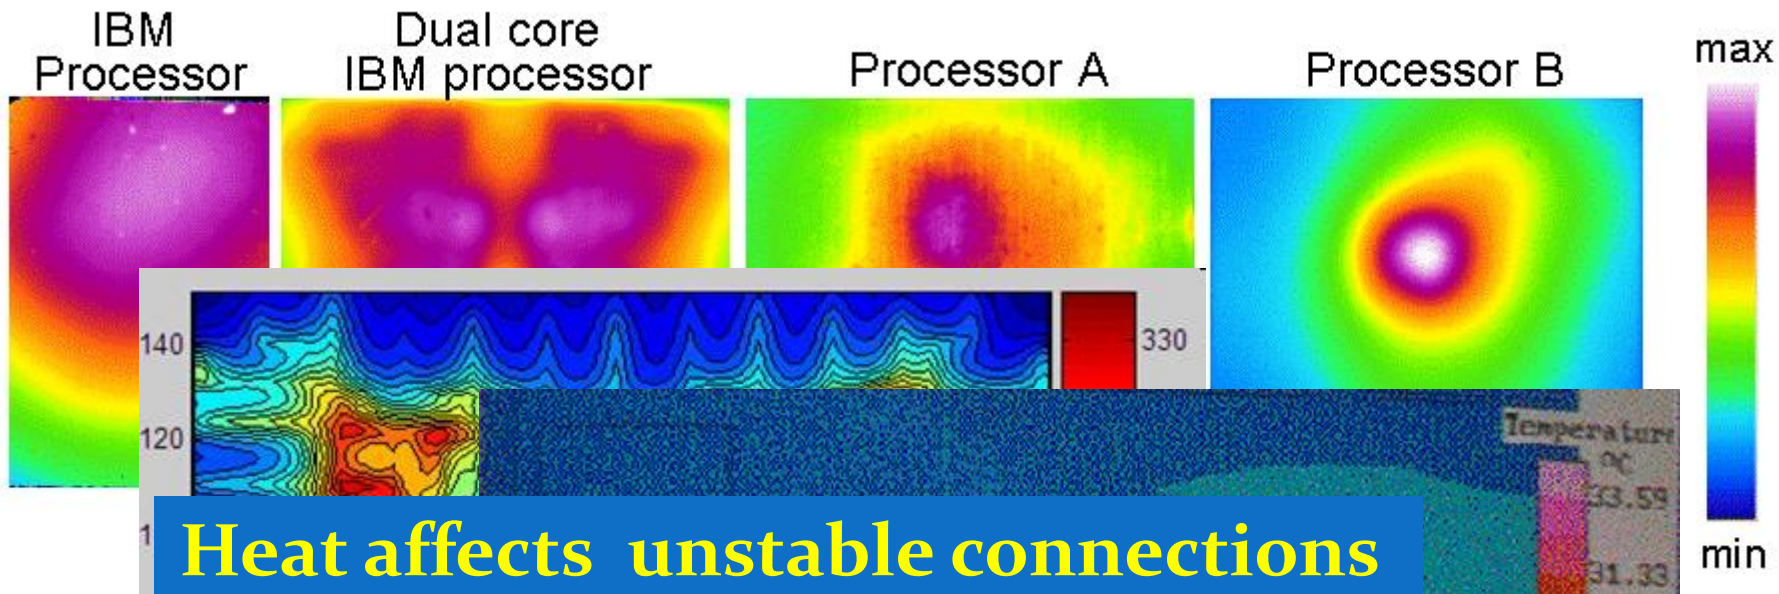 IBM
Processor
Dual core
IBM processor
Processor A
Processor B
max
140
330
120
Temperature
°C
33.59
1
Heat affects  unstable connections
31.33
min